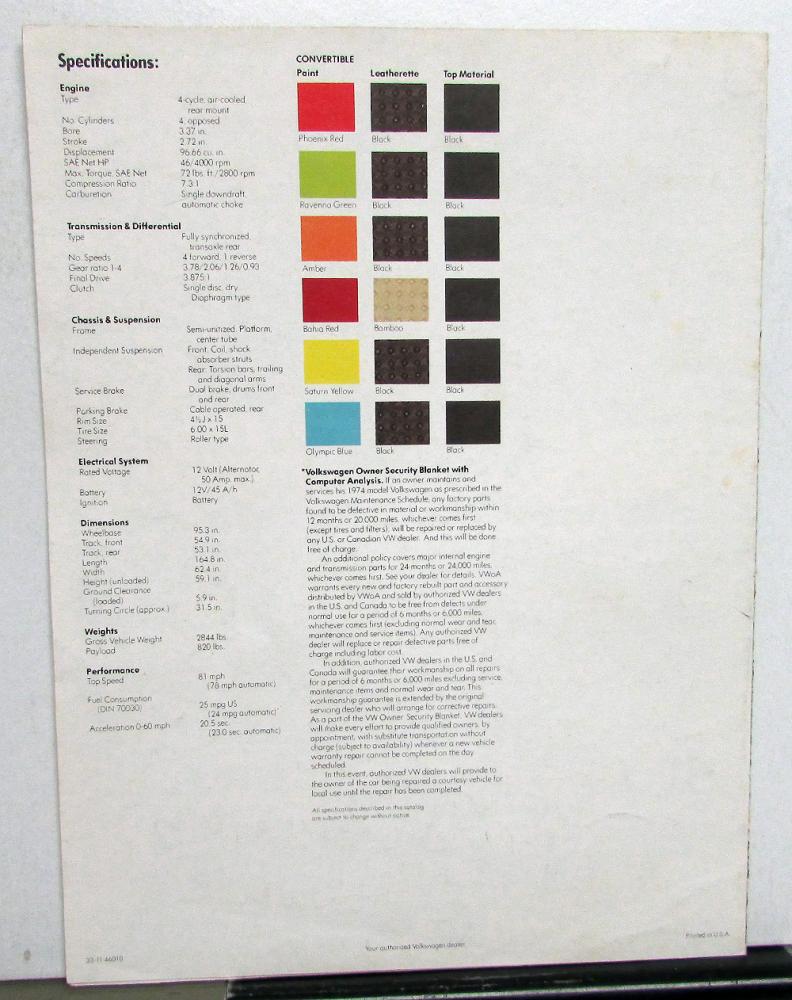 Specifications:
Engine
Type 4-cycle, air-cooled
rear mount
No. Cylinders 4, opposed
Bore 3.37 in.
Stroke 2.72 in.
Displacement 96.66 cu. in.
SAE Net HP 46/4000 rpm
Max. Torque, SAE Net 72 lbs. ft./2800 rpm
Compression Ratio 7.3:1
Carburetion Single downdraft,
automatic choke
Transmission & Differential
Type Fully synchronized,
transaxle rear
No. Speeds 4 forward, 1 reverse
Gear ratio 1-4 3.78/2.06/1.26/0.93
Final Drive 3.875:1
Clutch Single disc, dry
Diaphragm type
Chassis & Suspension
Frame Semi-unitized. Platform,
center tube
Independent Suspension Front: Coil, shock
absorber struts
Rear: Torsion bars, trailing
and diagonal arms
Service Brake Dual brake, drums front
and rear
Parking Brake Cable operated, rear
Rim Size 4½J x 15
Tire Size 6.00 x 15L
Steering Roller type
Electrical System
Rated Voltage 12 Volt (Alternator,
50 Amp. max.)
Battery 12V/45 A/h
Ignition Battery
Dimensions
Wheelbase 95.3 in.
Track, front 54.9 in.
Track, rear 53.1 in.
Length 164.8 in.
Width 62.4 in.
Height (unloaded) 59.1 in.
Ground Clearance
(loaded) 5.9 in.
Turning Circle (approx.) 31.5 in.
Weights
Gross Vehicle Weight 2844 lbs.
Payload 820 lbs.
Performance
Top Speed 81 mph
(78 mph automatic)
Fuel Consumption 25 mpg US
(DIN 70030) (24 mpg automatic)
Acceleration 0-60 mph 20.5 sec.
(23.0 sec. automatic)
CONVERTIBLE
Paint Leatherette Top Material
Phoenix Red Black Black
Ravenna Green Black Black
Amber Black Black
Bahia Red Bamboo Black
Saturn Yellow Black Black
Olympic Blue Black Black
*Volkswagen Owner Security Blanket with
Computer Analysis. If an owner maintains and
services his 1974 model Volkswagen as prescribed in the
Volkswagen Maintenance Schedule, any factory parts
found to be defective in material or workmanship within
12 months or 20,000 miles, whichever comes first
(except tires and filters), will be repaired or replaced by
any U.S. or Canadian VW dealer. And this will be done
free of charge.
An additional policy covers major internal engine
and transmission parts for 24 months or 24,000 miles,
whichever comes first. See your dealer for details. VWoA
warrants every new and factory rebuilt part and accessory
distributed by VWoA and sold by authorized VW dealers
in the U.S. and Canada to be free from defects under
normal use for a period of 6 months or 6,000 miles,
whichever comes first (excluding normal wear and tear,
maintenance and service items). Any authorized VW
dealer will replace or repair defective parts free of
charge including labor cost.
In addition, authorized VW dealers in the U.S. and
Canada will guarantee their workmanship on all repairs
for a period of 6 months or 6,000 miles excluding service,
maintenance items and normal wear and tear. This
workmanship guarantee is extended by the original
servicing dealer who will arrange for corrective repairs.
As a part of the VW Owner Security Blanket, VW dealers
will make every effort to provide qualified owners, by
appointment, with substitute transportation without
charge (subject to availability) whenever a new vehicle
warranty repair cannot be completed on the day
scheduled.
In this event, authorized VW dealers will provide to
the owner of the car being repaired a courtesy vehicle for
local use until the repair has been completed.
All specifications described in this catalog
are subject to change without notice.
33-11-46010
Your authorized Volkswagen dealer
Printed in U.S.A.